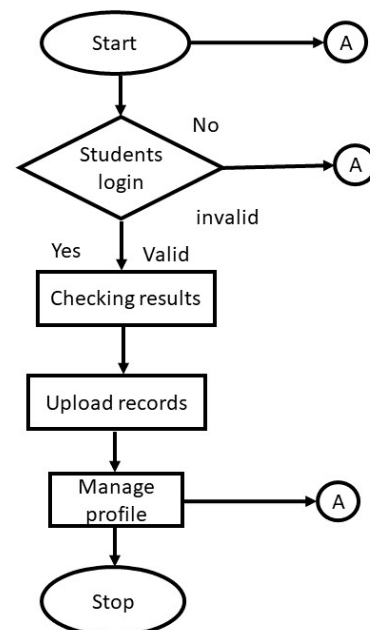 Start
A
No
Students
login
A
invalid
Yes
Valid
Checking results
Upload records
Manage
profile
A
Stop